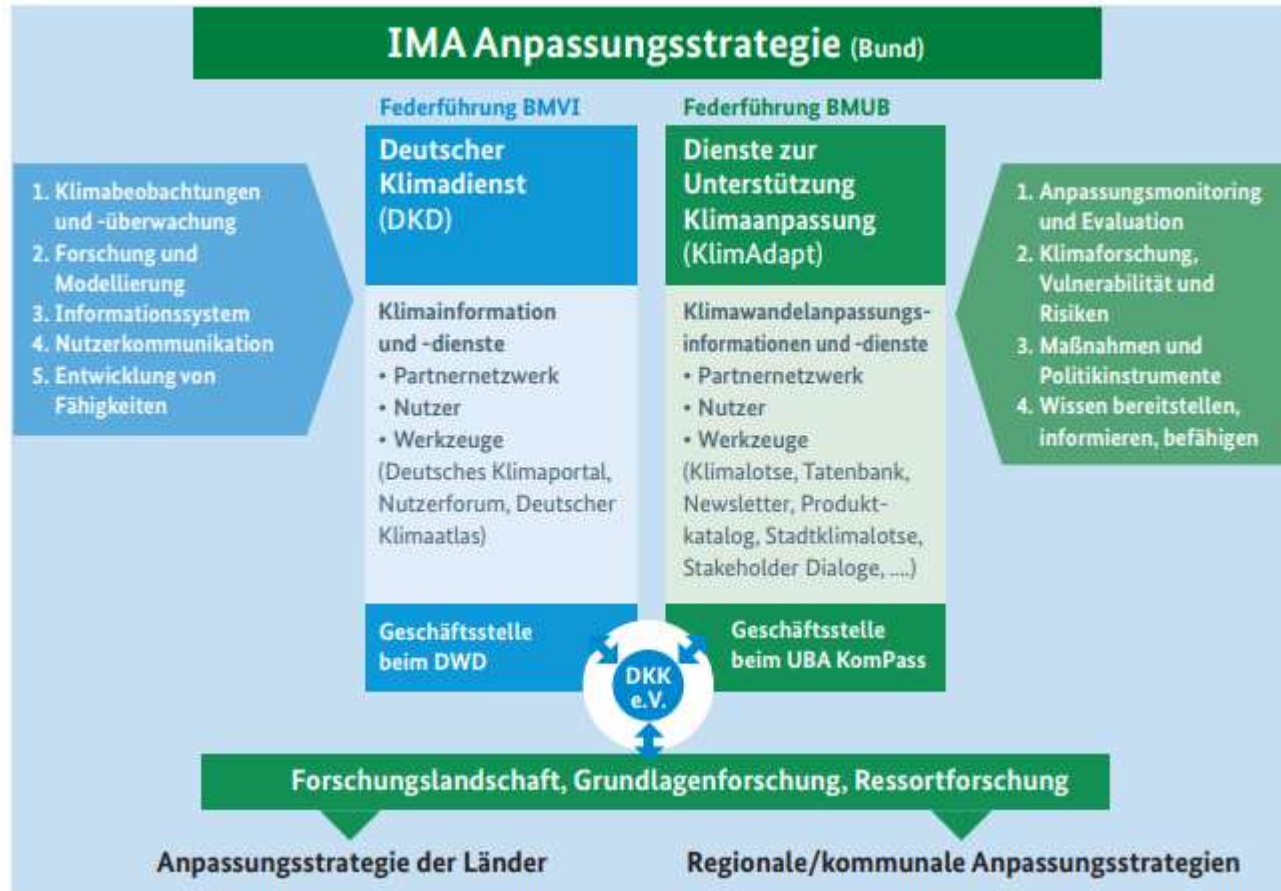 IMA Anpassungsstrategie (Bund)
Federführung BMVI
Deutscher
Klimadienst
(DKD)
Klimainformation
und -dienste
• Partnernetzwerk
• Nutzer
• Werkzeuge
(Deutsches Klimaportal,
Nutzerforum, Deutscher
Klimaatlas)
Geschäftsstelle
beim DWD
Federführung BMUB
Dienste zur
Unterstützung
Klimaanpassung
(KlimAdapt)
Klimawandelanpassungs-
informationen und -dienste
• Partnernetzwerk
• Nutzer
• Werkzeuge
(Klimalotse, Tatenbank,
Newsletter, Produkt-
katalog, Stadtklimalotse,
Stakeholder Dialoge, ....)
Geschäftsstelle
beim UBA KomPass
1. Klimabeobachtungen
und -überwachung
2. Forschung und
Modellierung
3. Informationssystem
4. Nutzerkommunikation
5. Entwicklung von
Fähigkeiten
1. Anpassungsmonitoring
und Evaluation
2. Klimaforschung,
Vulnerabilität und
Risiken
3. Maßnahmen und
Politikinstrumente
4. Wissen bereitstellen,
informieren, befähigen
DKK
e.V.
Forschungslandschaft, Grundlagenforschung, Ressortforschung
Anpassungsstrategie der Länder
Regionale/kommunale Anpassungsstrategien